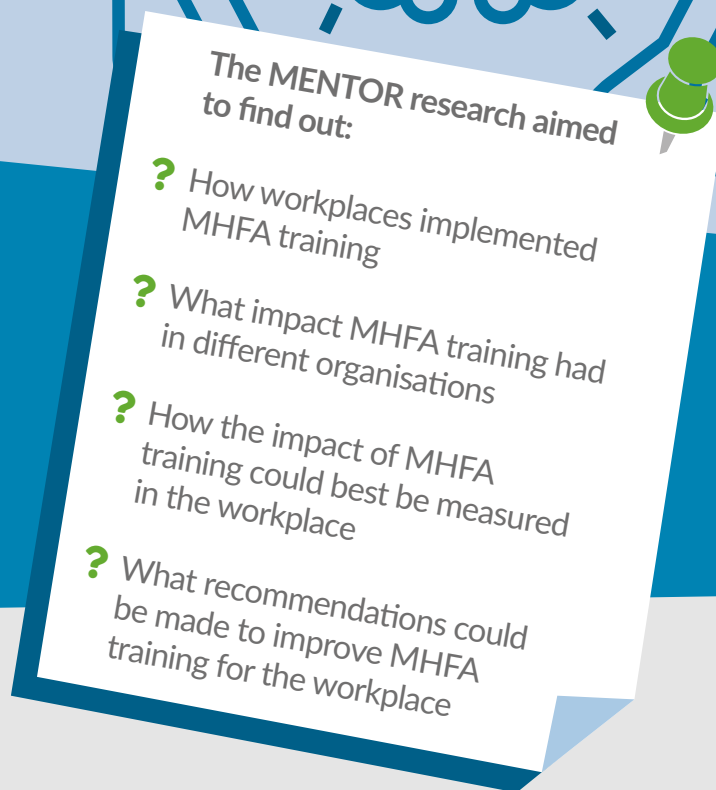 The MENTOR research aimed
to find out:
? How workplaces implemented
MHFA training
? What impact MHFA training had
in different organisations
? How the impact of MHFA
training could best be measured
in the workplace
? What recommendations could
be made to improve MHFA
training for the workplace